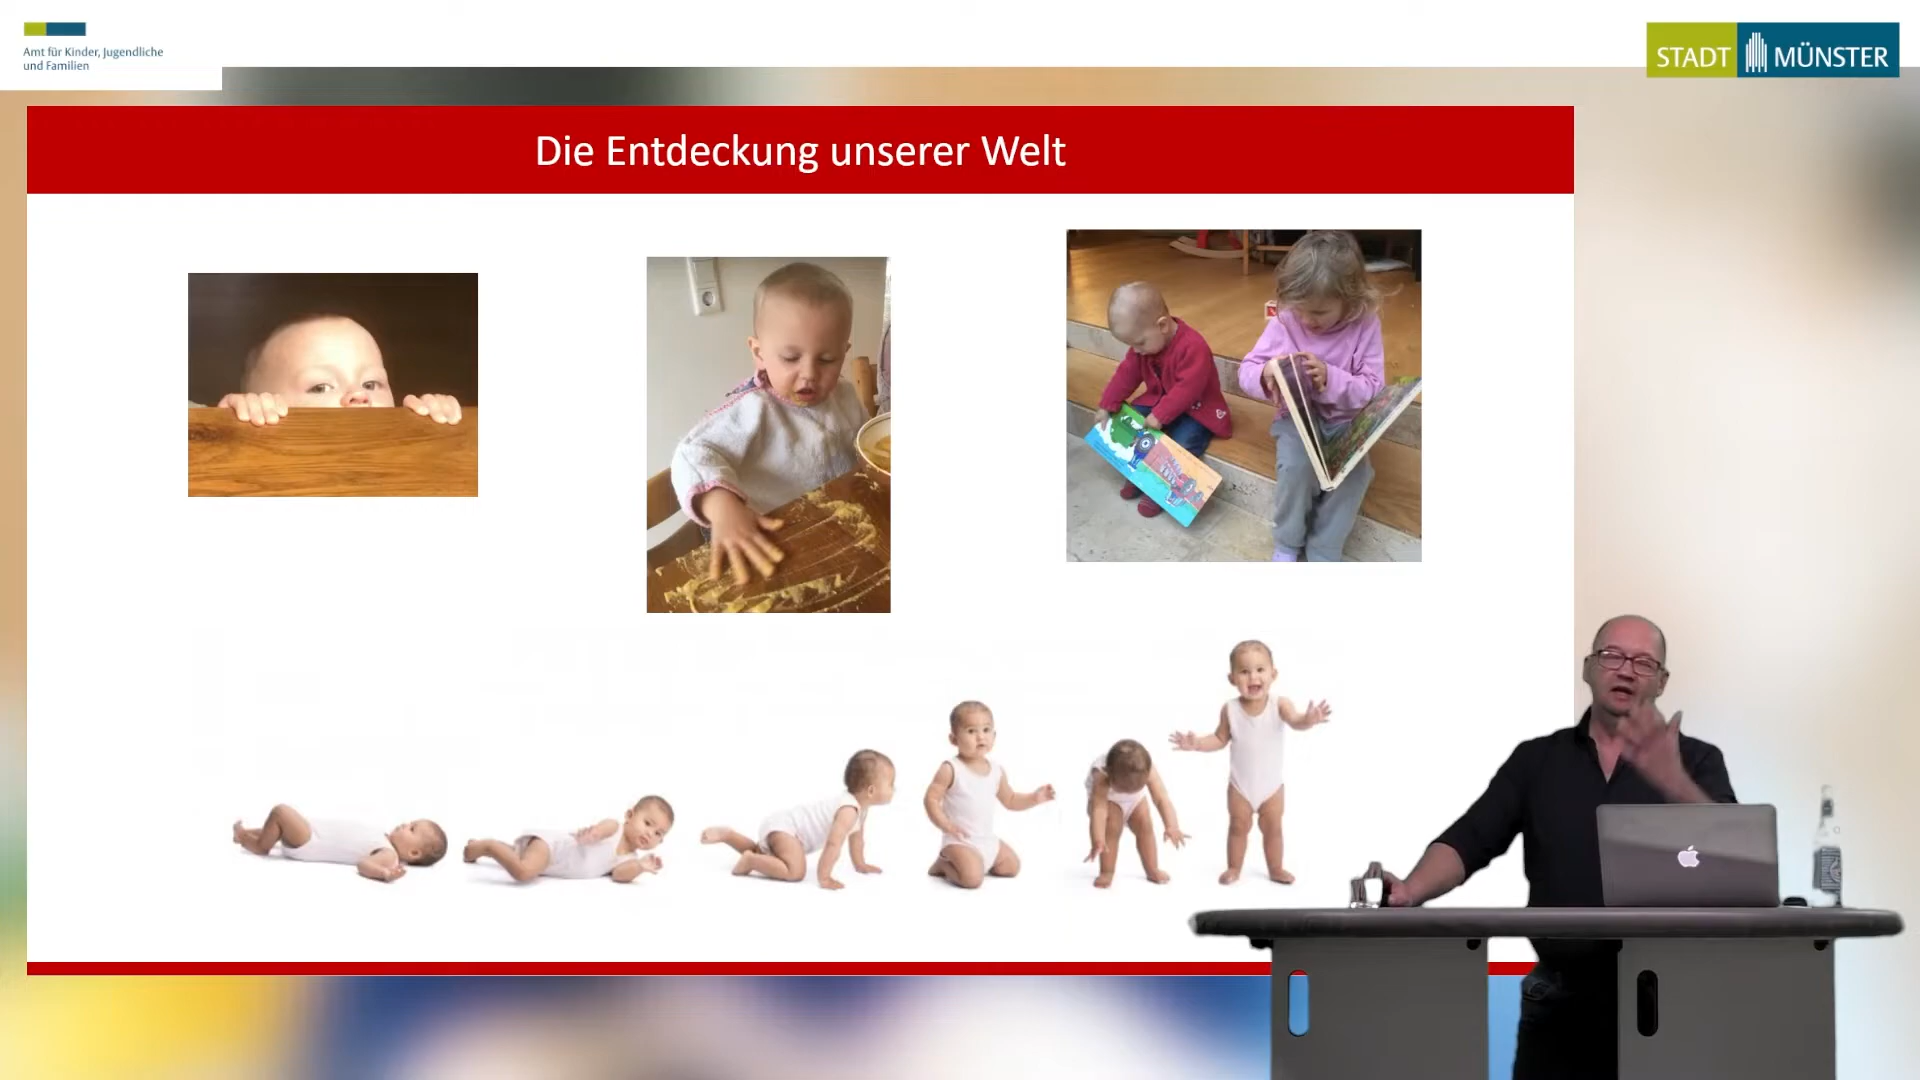 Amt für Kinder, Jugendliche
und Familien
STADT MÜNSTER
Die Entdeckung unserer Welt